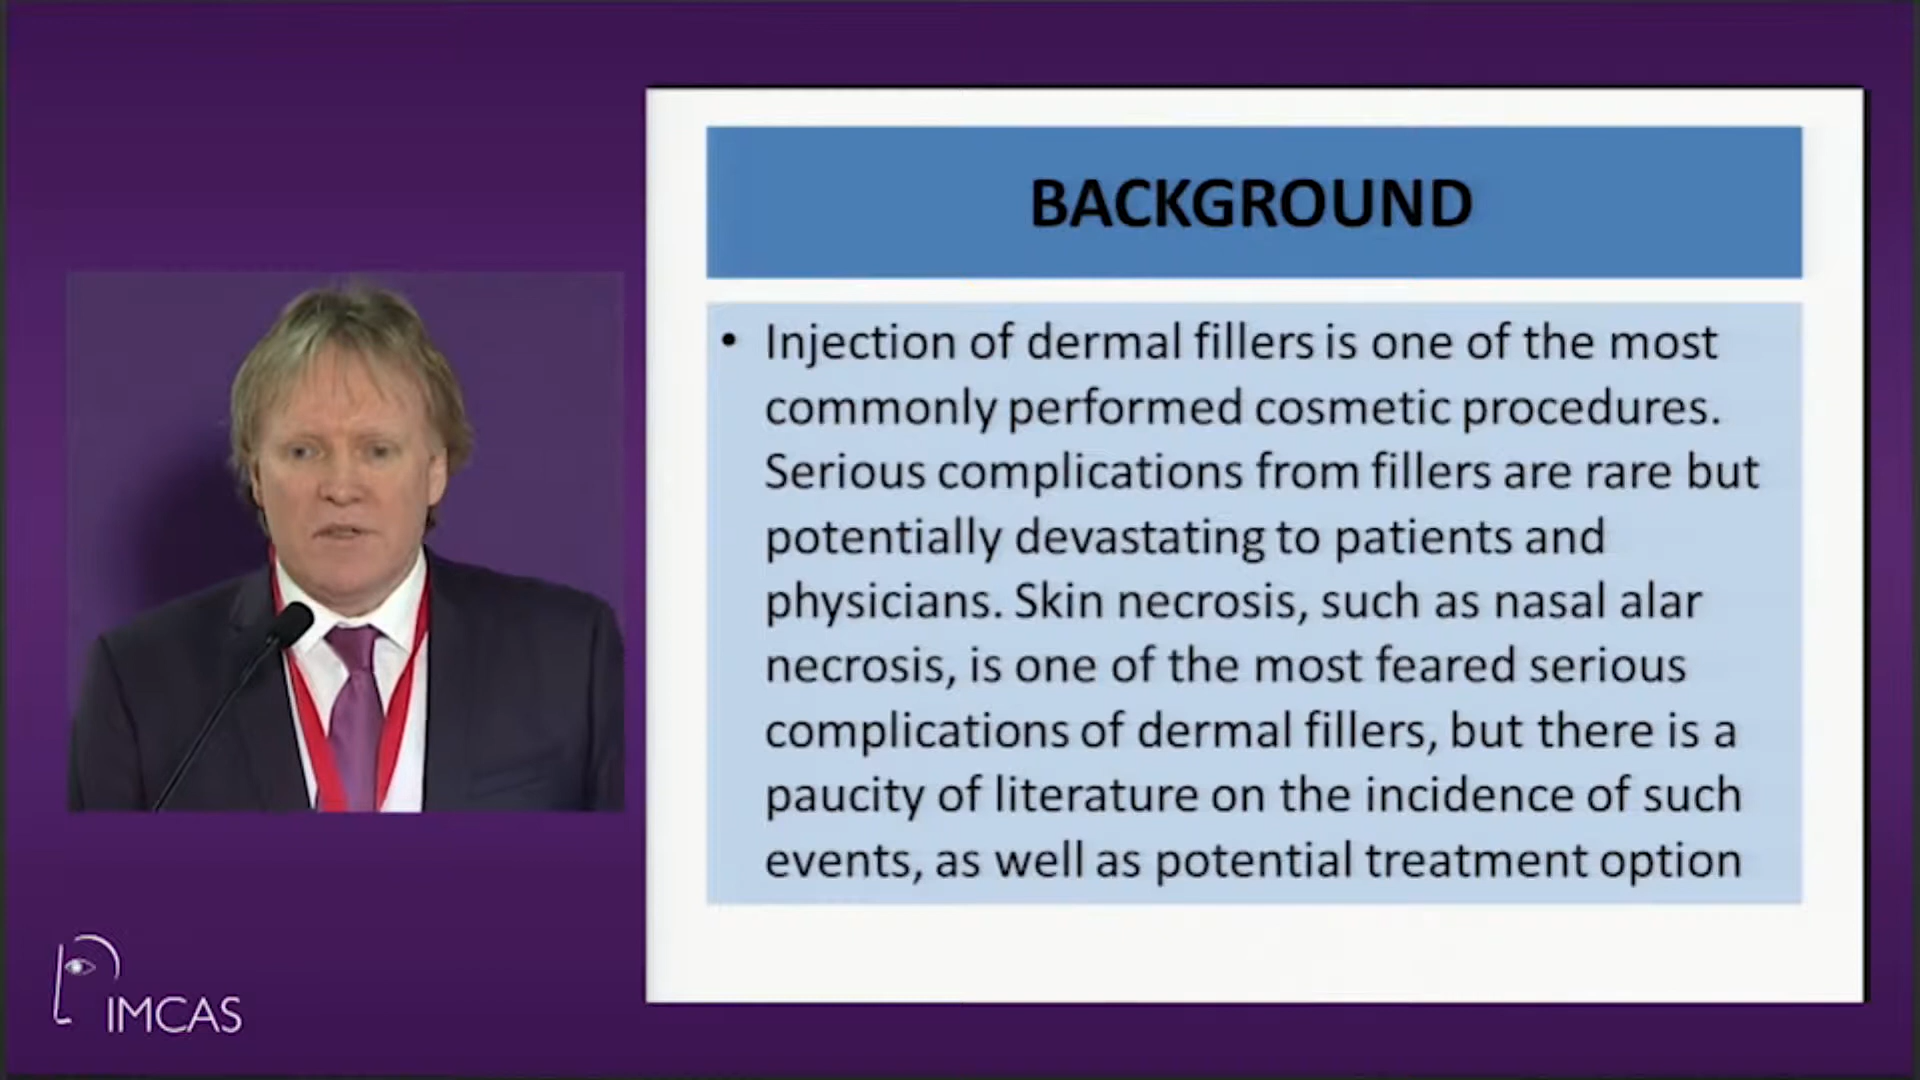 BACKGROUND
• Injection of dermal fillers is one of the most
commonly performed cosmetic procedures.
Serious complications from fillers are rare but
potentially devastating to patients and
physicians. Skin necrosis, such as nasal alar
necrosis, is one of the most feared serious
complications of dermal fillers, but there is a
paucity of literature on the incidence of such
events, as well as potential treatment option
IMCAS